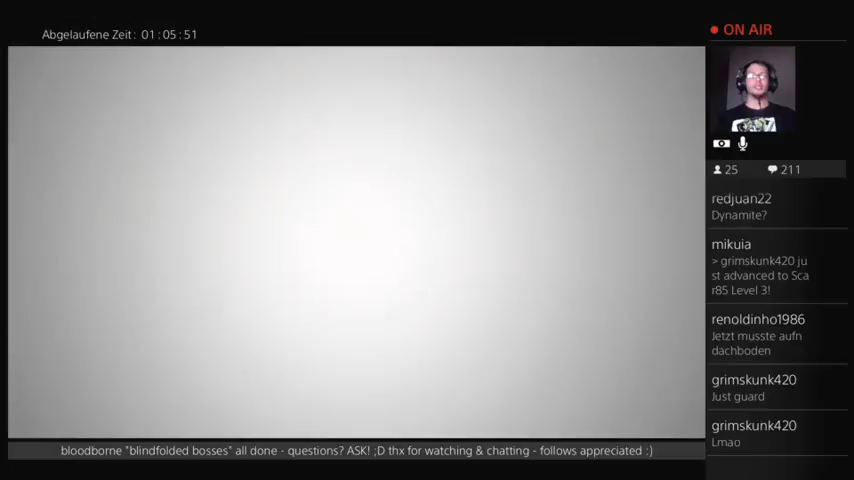 Abgelaufene Zeit: 01:05:51
ON AIR
25 211
redjuan22
Dynamite?
mikuia
> grimskunk420 ju
st advanced to Sca
r85 Level 3!
renoldinho1986
Jetzt musste aufn
dachboden
grimskunk420
Just guard
grimskunk420
Lmao
bloodborne "blindfolded bosses" all done - questions? ASK! ;D thx for watching & chatting - follows appreciated :)